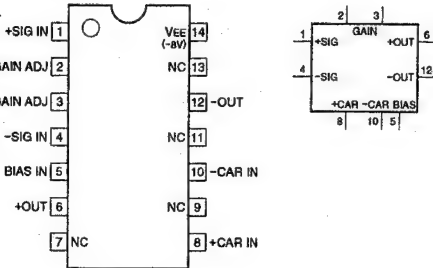 +SIG IN 1
GAIN ADJ 2
GAIN ADJ 3
-SIG IN 4
BIAS IN 5
+OUT 6
7 NC
VEE 14
(-8V)
NC 13
12 -OUT
NC 11
10 -CAR IN
NC 9
8 +CAR IN
2 3
GAIN
1 +SIG +OUT 6
4 -SIG -OUT 12
+CAR -CAR BIAS
8 10 5